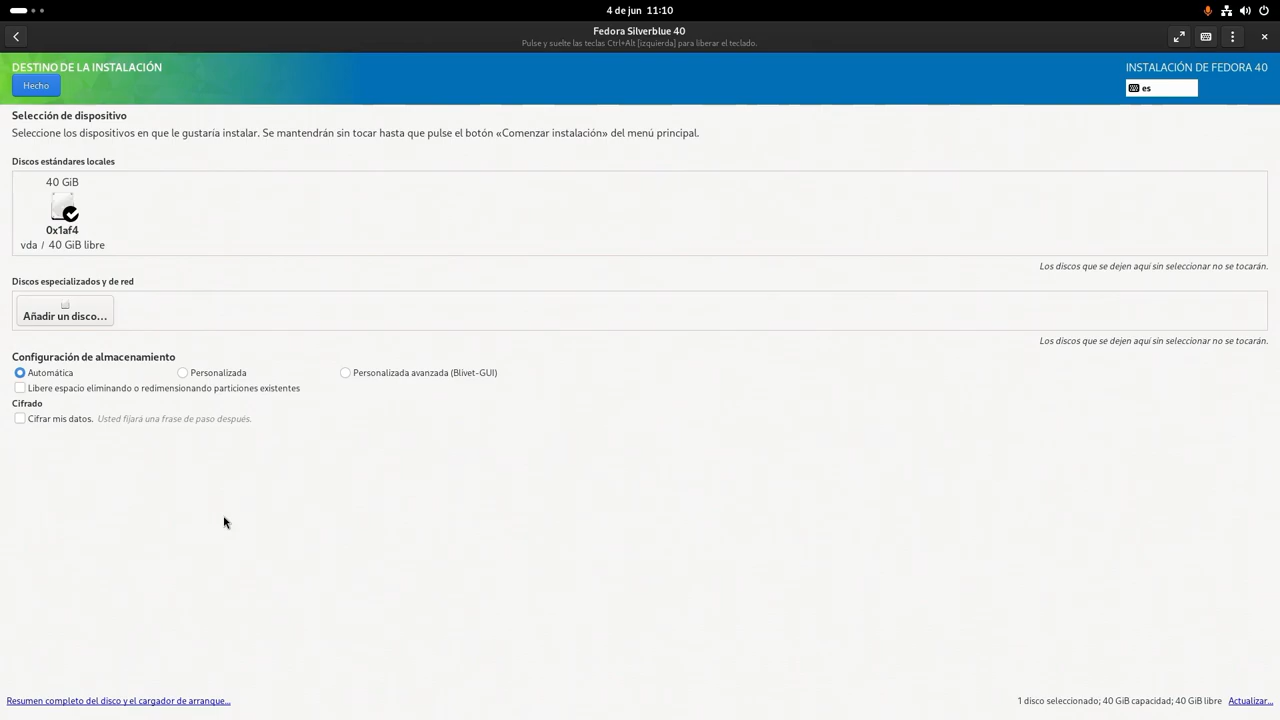 4 de jun 11:10
Fedora Silverblue 40
Pulse y suelte las teclas Ctrl+Alt [izquierda] para liberar el teclado.
DESTINO DE LA INSTALACIÓN
INSTALACIÓN DE FEDORA 40
Hecho
es
Selección de dispositivo
Seleccione los dispositivos en que le gustaría instalar. Se mantendrán sin tocar hasta que pulse el botón «Comenzar instalación» del menú principal.
Discos estándares locales
40 GiB
0x1af4
vda / 40 GiB libre
Los discos que se dejen aquí sin seleccionar no se tocarán.
Discos especializados y de red
Añadir un disco...
Los discos que se dejen aquí sin seleccionar no se tocarán.
Configuración de almacenamiento
Automática Personalizada Personalizada avanzada (Blivet-GUI)
Libere espacio eliminando o redimensionando particiones existentes
Cifrado
Cifrar mis datos. Usted fijará una frase de paso después.
Resumen completo del disco y el cargador de arranque... 1 disco seleccionado; 40 GiB capacidad; 40 GiB libre Actualizar...